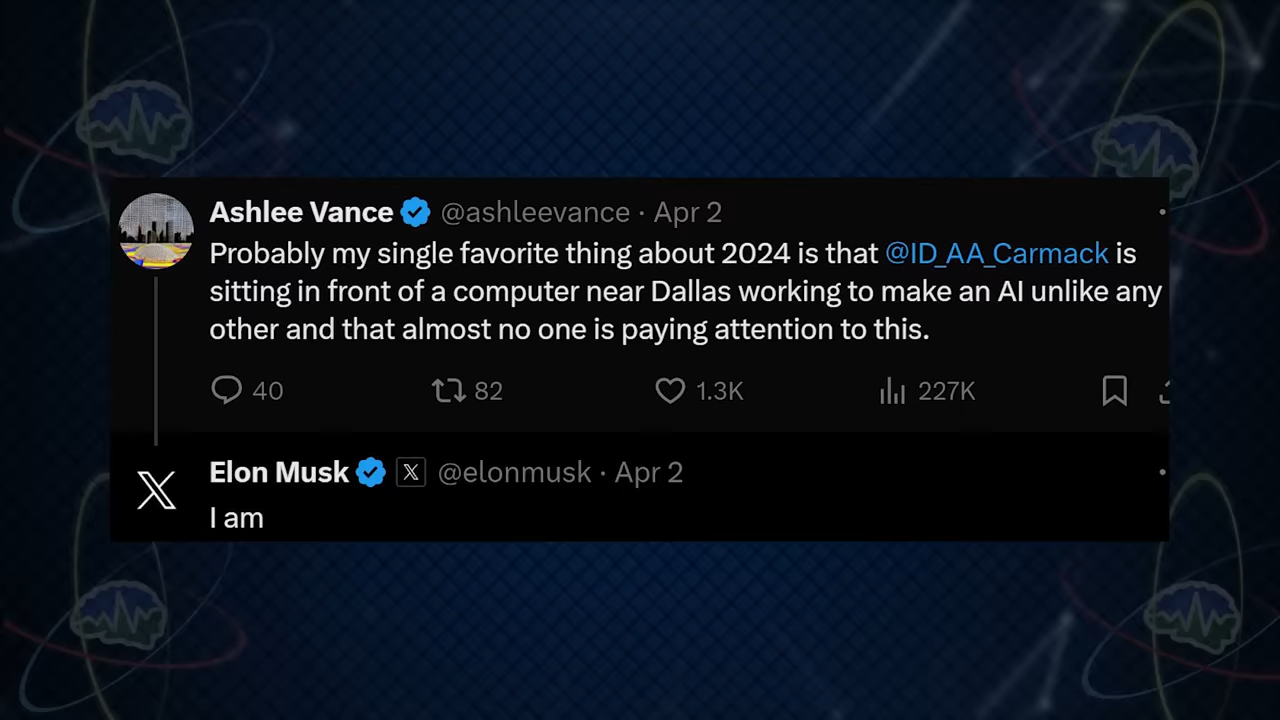 Ashlee Vance @ashleevance · Apr 2
Probably my single favorite thing about 2024 is that @ID_AA_Carmack is
sitting in front of a computer near Dallas working to make an AI unlike any
other and that almost no one is paying attention to this.
40 82 1.3K 227K
Elon Musk @elonmusk · Apr 2
I am